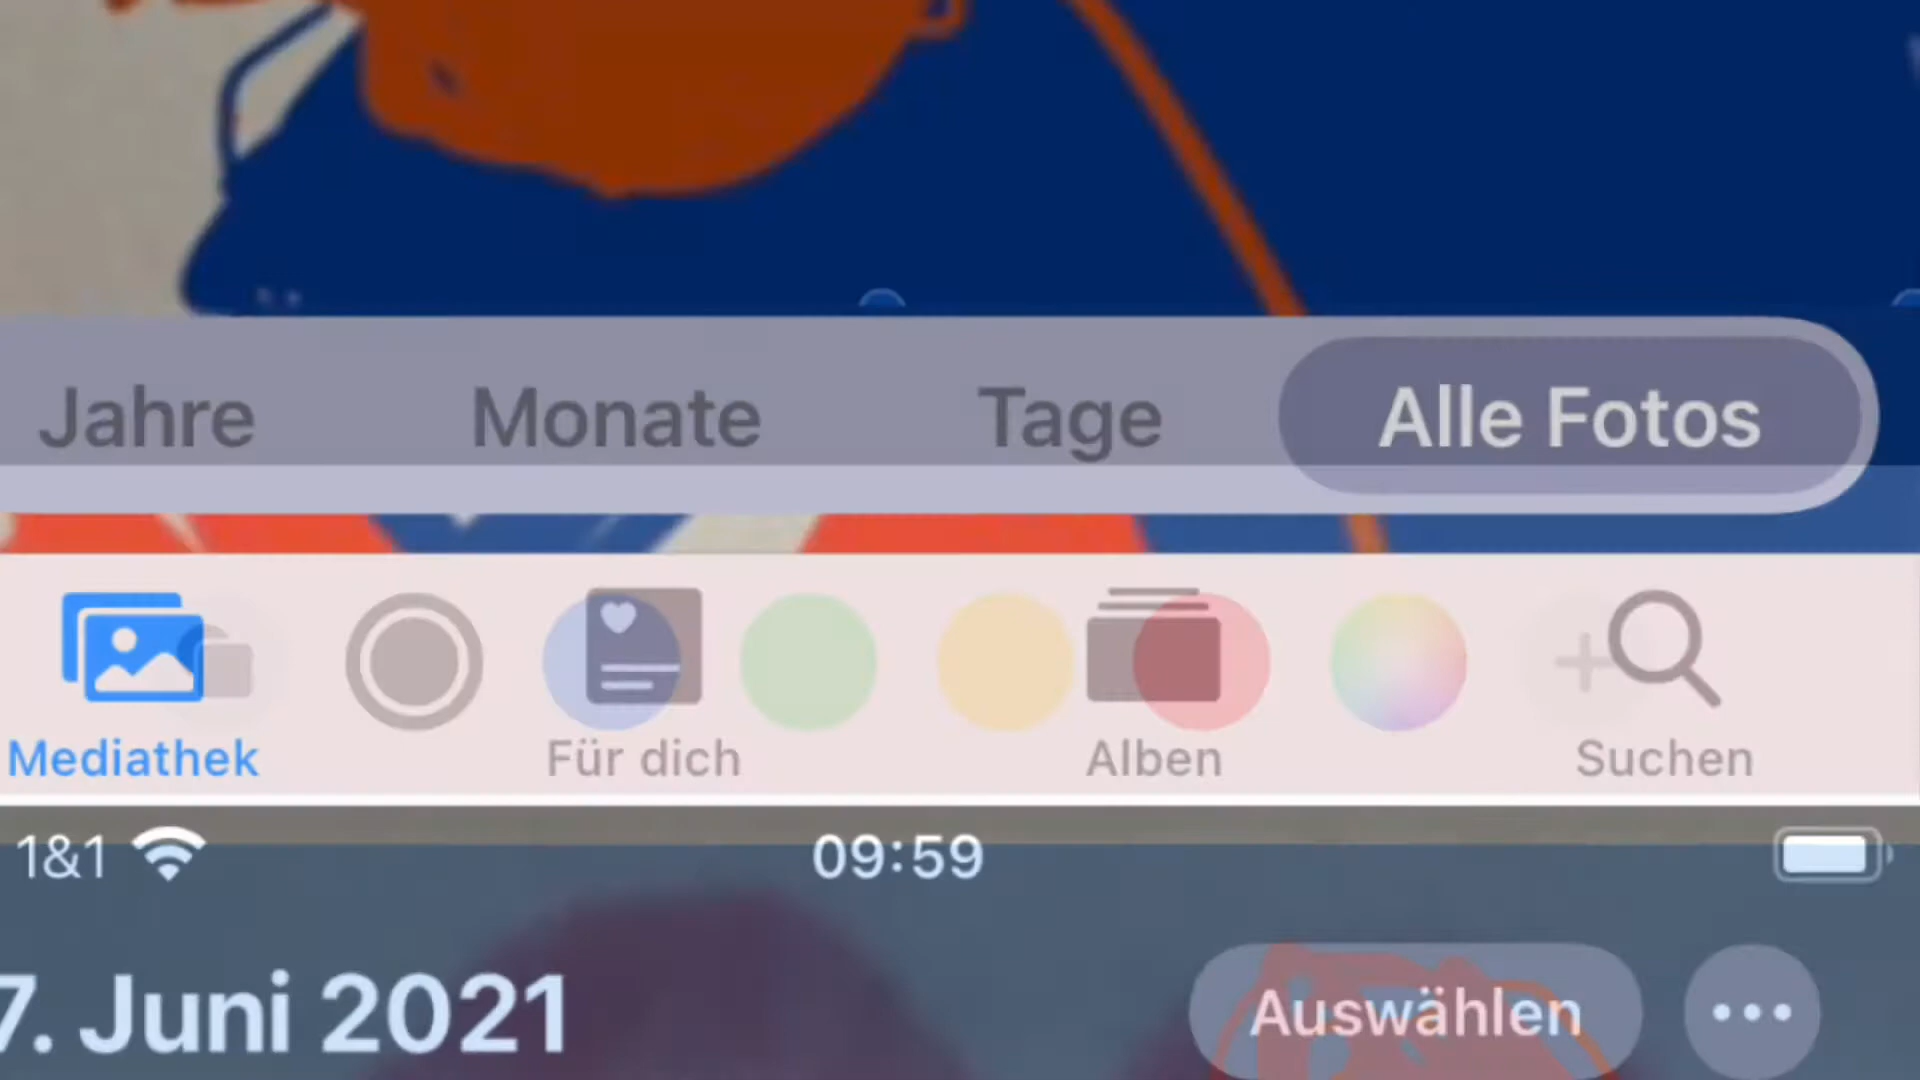 Jahre Monate Tage Alle Fotos
Mediathek Für dich Alben Suchen
1&1 09:59
7. Juni 2021 Auswählen